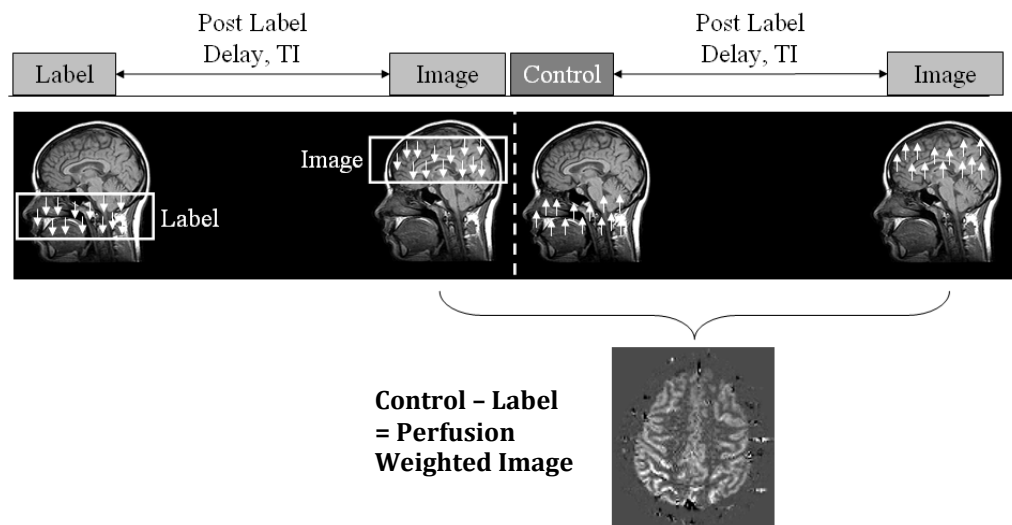 Post Label
Delay, TI
Post Label
Delay, TI
Label
Image
Control
Image
Image
Label
Control – Label
= Perfusion
Weighted Image